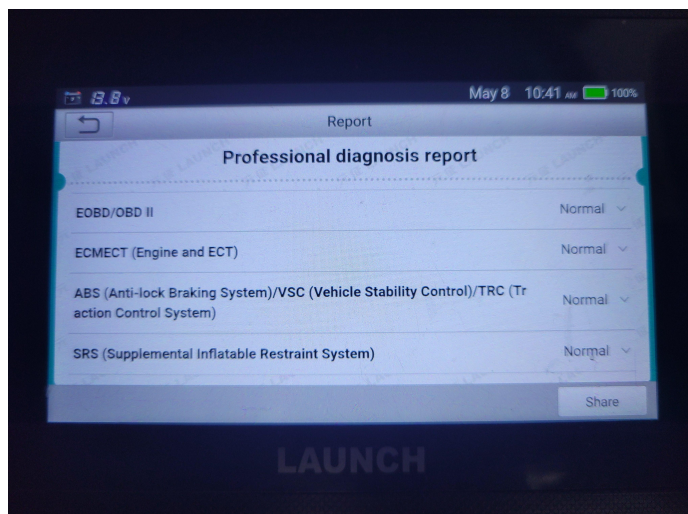 13.8v May 8 10:41 AM 100%
Report
Professional diagnosis report
EOBD/OBD II Normal
ECMECT (Engine and ECT) Normal
ABS (Anti-lock Braking System)/VSC (Vehicle Stability Control)/TRC (Tr
action Control System) Normal
SRS (Supplemental Inflatable Restraint System) Normal
Share
LAUNCH